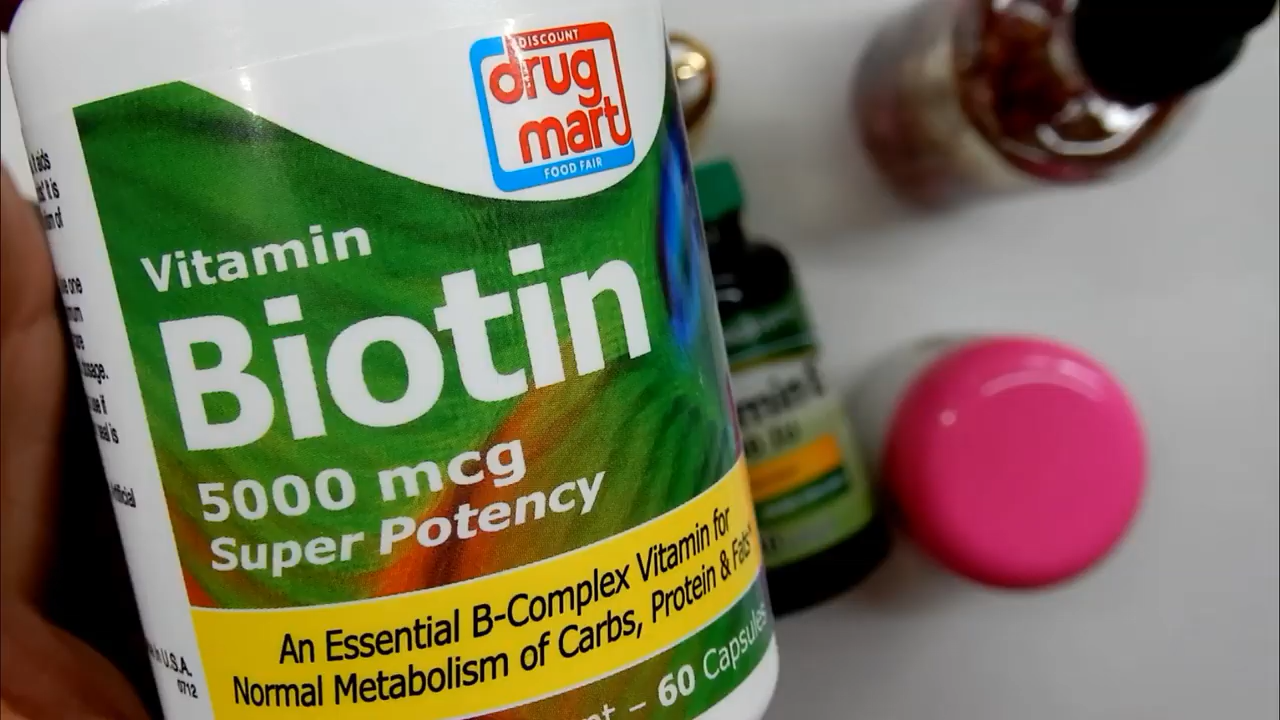 DISCOUNT
drug
mart
FOOD FAIR
Vitamin
Biotin
5000 mcg
Super Potency
An Essential B-Complex Vitamin for
Normal Metabolism of Carbs, Protein & Fats*
– 60 Capsules
U.S.A.
0712